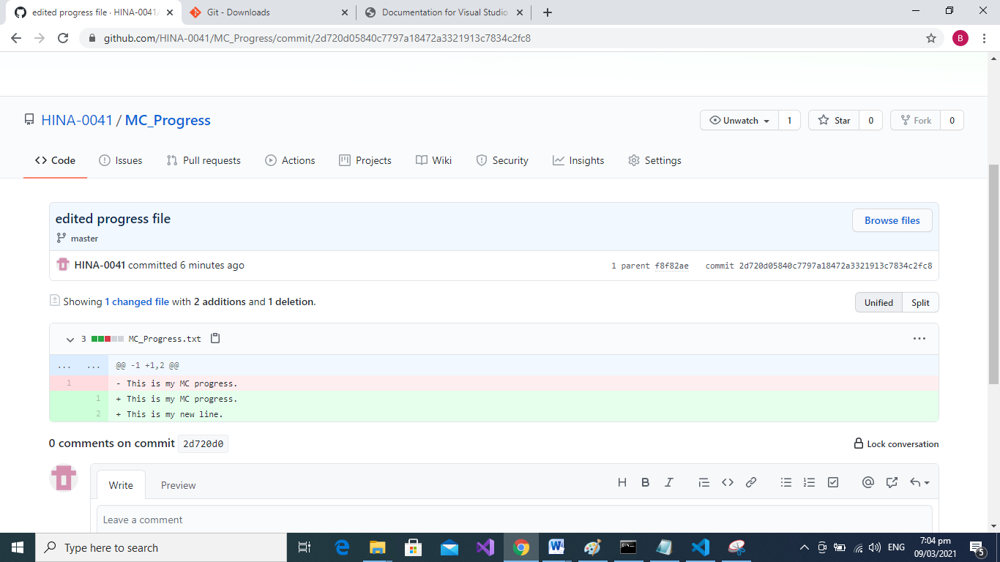 edited progress file · HINA-0041/
Git - Downloads
Documentation for Visual Studio
github.com/HINA-0041/MC_Progress/commit/2d720d05840c7797a18472a3321913c7834c2fc8
B
HINA-0041 / MC_Progress
Unwatch 1
Star 0
Fork 0
Code
Issues
Pull requests
Actions
Projects
Wiki
Security
Insights
Settings
edited progress file
Browse files
master
HINA-0041 committed 6 minutes ago
1 parent f8f82ae commit 2d720d05840c7797a18472a3321913c7834c2fc8
Showing 1 changed file with 2 additions and 1 deletion.
Unified Split
3 MC_Progress.txt
... ... @@ -1 +1,2 @@
1 - This is my MC progress.
1 + This is my MC progress.
2 + This is my new line.
0 comments on commit 2d720d0
Lock conversation
Write
Preview
Leave a comment
Type here to search
ENG
7:04 pm
09/03/2021
5